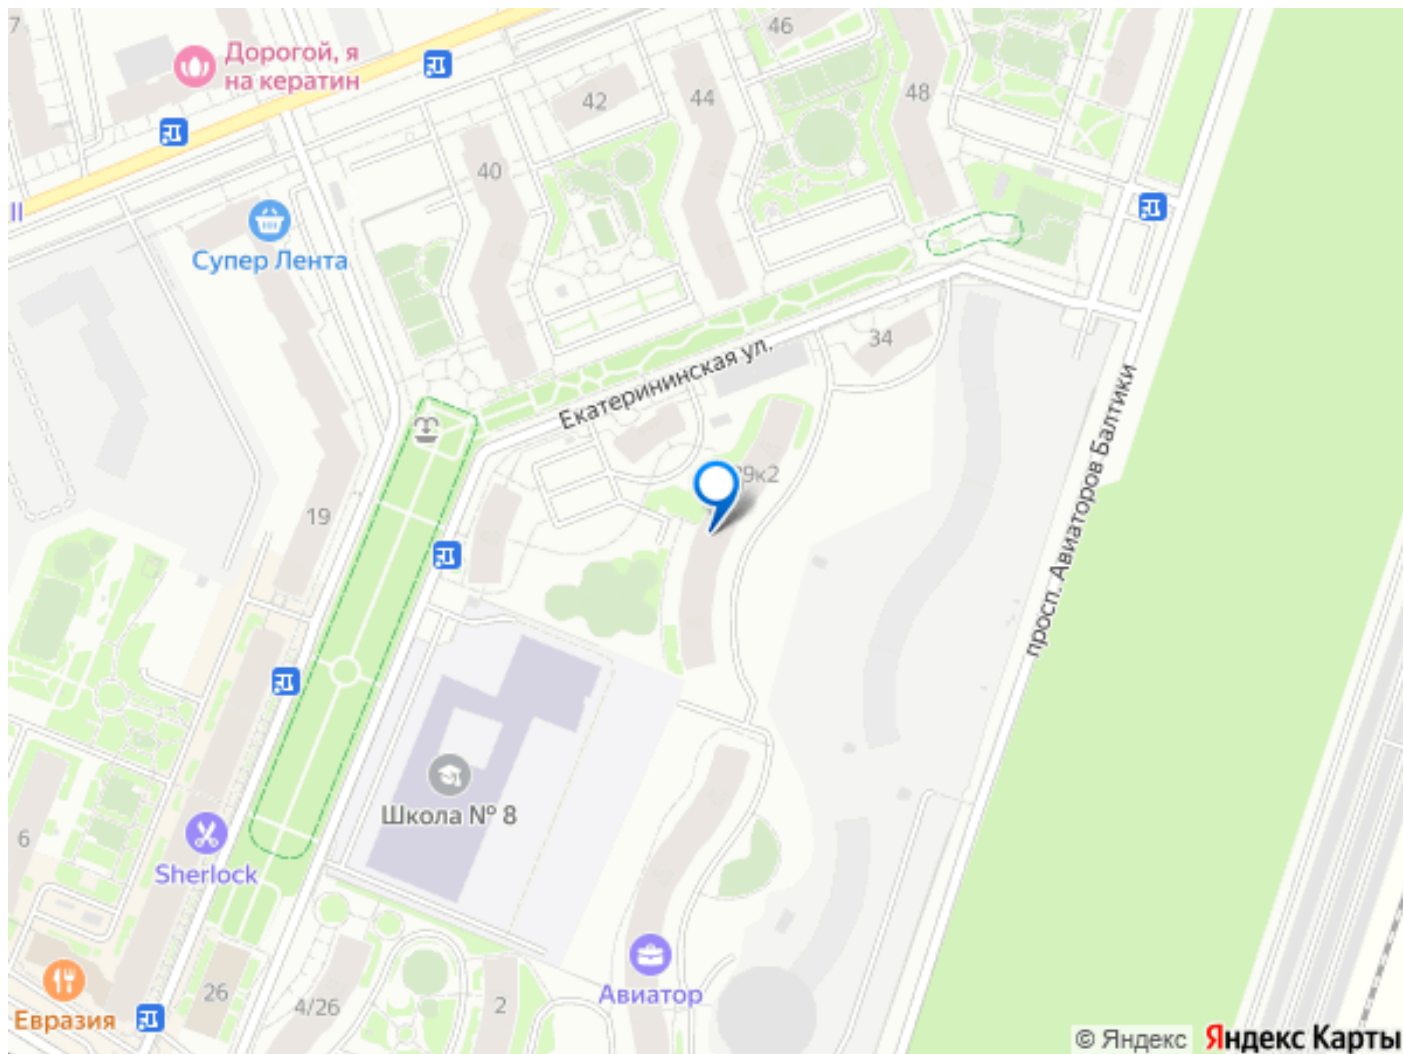 7
46
Дорогой, я
на кератин
42
44
48
40
II
Супер Лента
34
Екатерининская ул.
просп. Авиаторов Балтики
9к2
19
Школа № 8
6
Sherlock
26
4/26
2
Авиатор
Евразия
© Яндекс Яндекс Карты